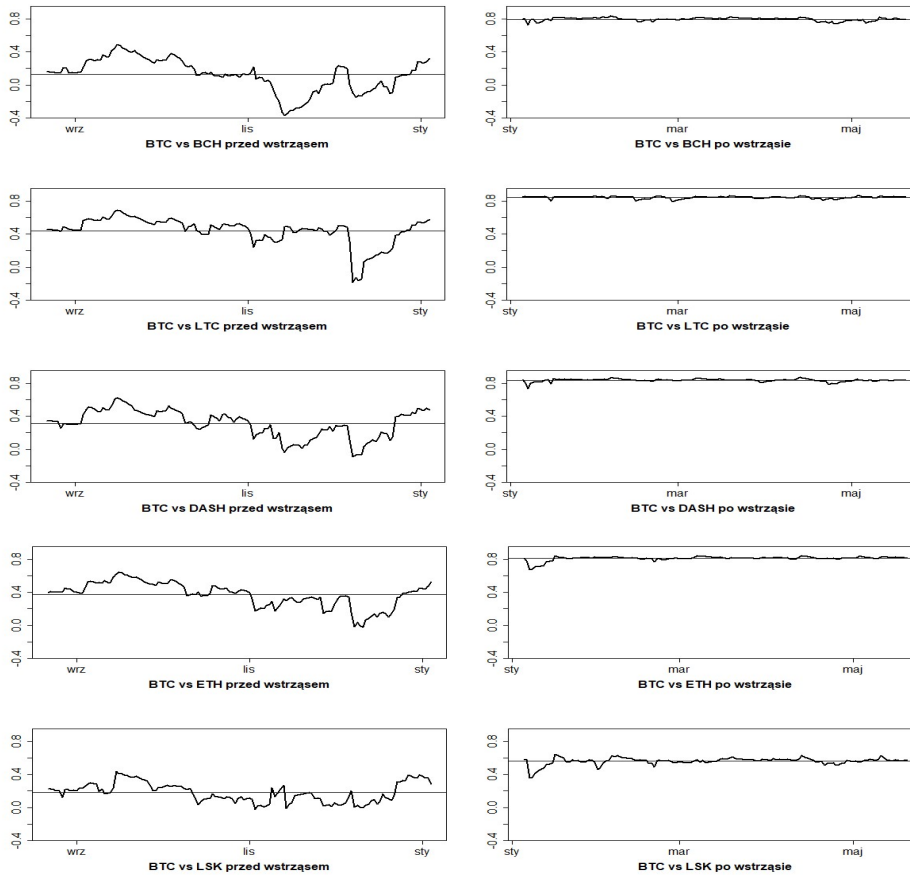 0.8
0.4
0.0
-0.4
wrz lis sty
BTC vs BCH przed wstrząsem
0.8
0.4
0.0
-0.4
sty mar maj
BTC vs BCH po wstrząsie
0.8
0.4
0.0
-0.4
wrz lis sty
BTC vs LTC przed wstrząsem
0.8
0.4
0.0
-0.4
sty mar maj
BTC vs LTC po wstrząsie
0.8
0.4
0.0
-0.4
wrz lis sty
BTC vs DASH przed wstrząsem
0.8
0.4
0.0
-0.4
sty mar maj
BTC vs DASH po wstrząsie
0.8
0.4
0.0
-0.4
wrz lis sty
BTC vs ETH przed wstrząsem
0.8
0.4
0.0
-0.4
sty mar maj
BTC vs ETH po wstrząsie
0.8
0.4
0.0
-0.4
wrz lis sty
BTC vs LSK przed wstrząsem
0.8
0.4
0.0
-0.4
sty mar maj
BTC vs LSK po wstrząsie